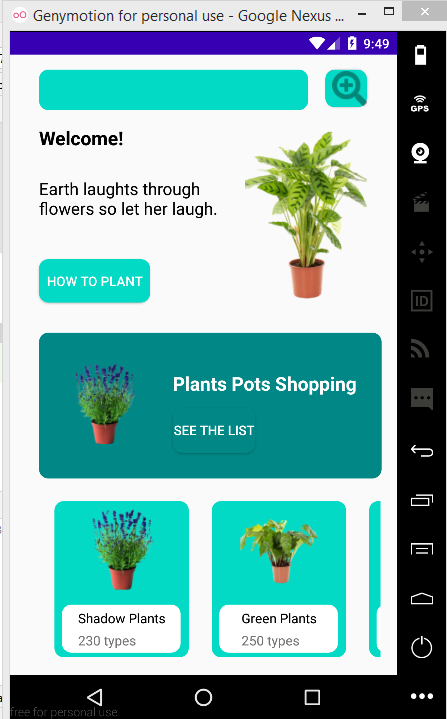 Genymotion for personal use - Google Nexus ...
9:49
GPS
Welcome!
Earth laughts through
flowers so let her laugh.
HOW TO PLANT
Plants Pots Shopping
SEE THE LIST
Shadow Plants
230 types
Green Plants
250 types
ID
free for personal use